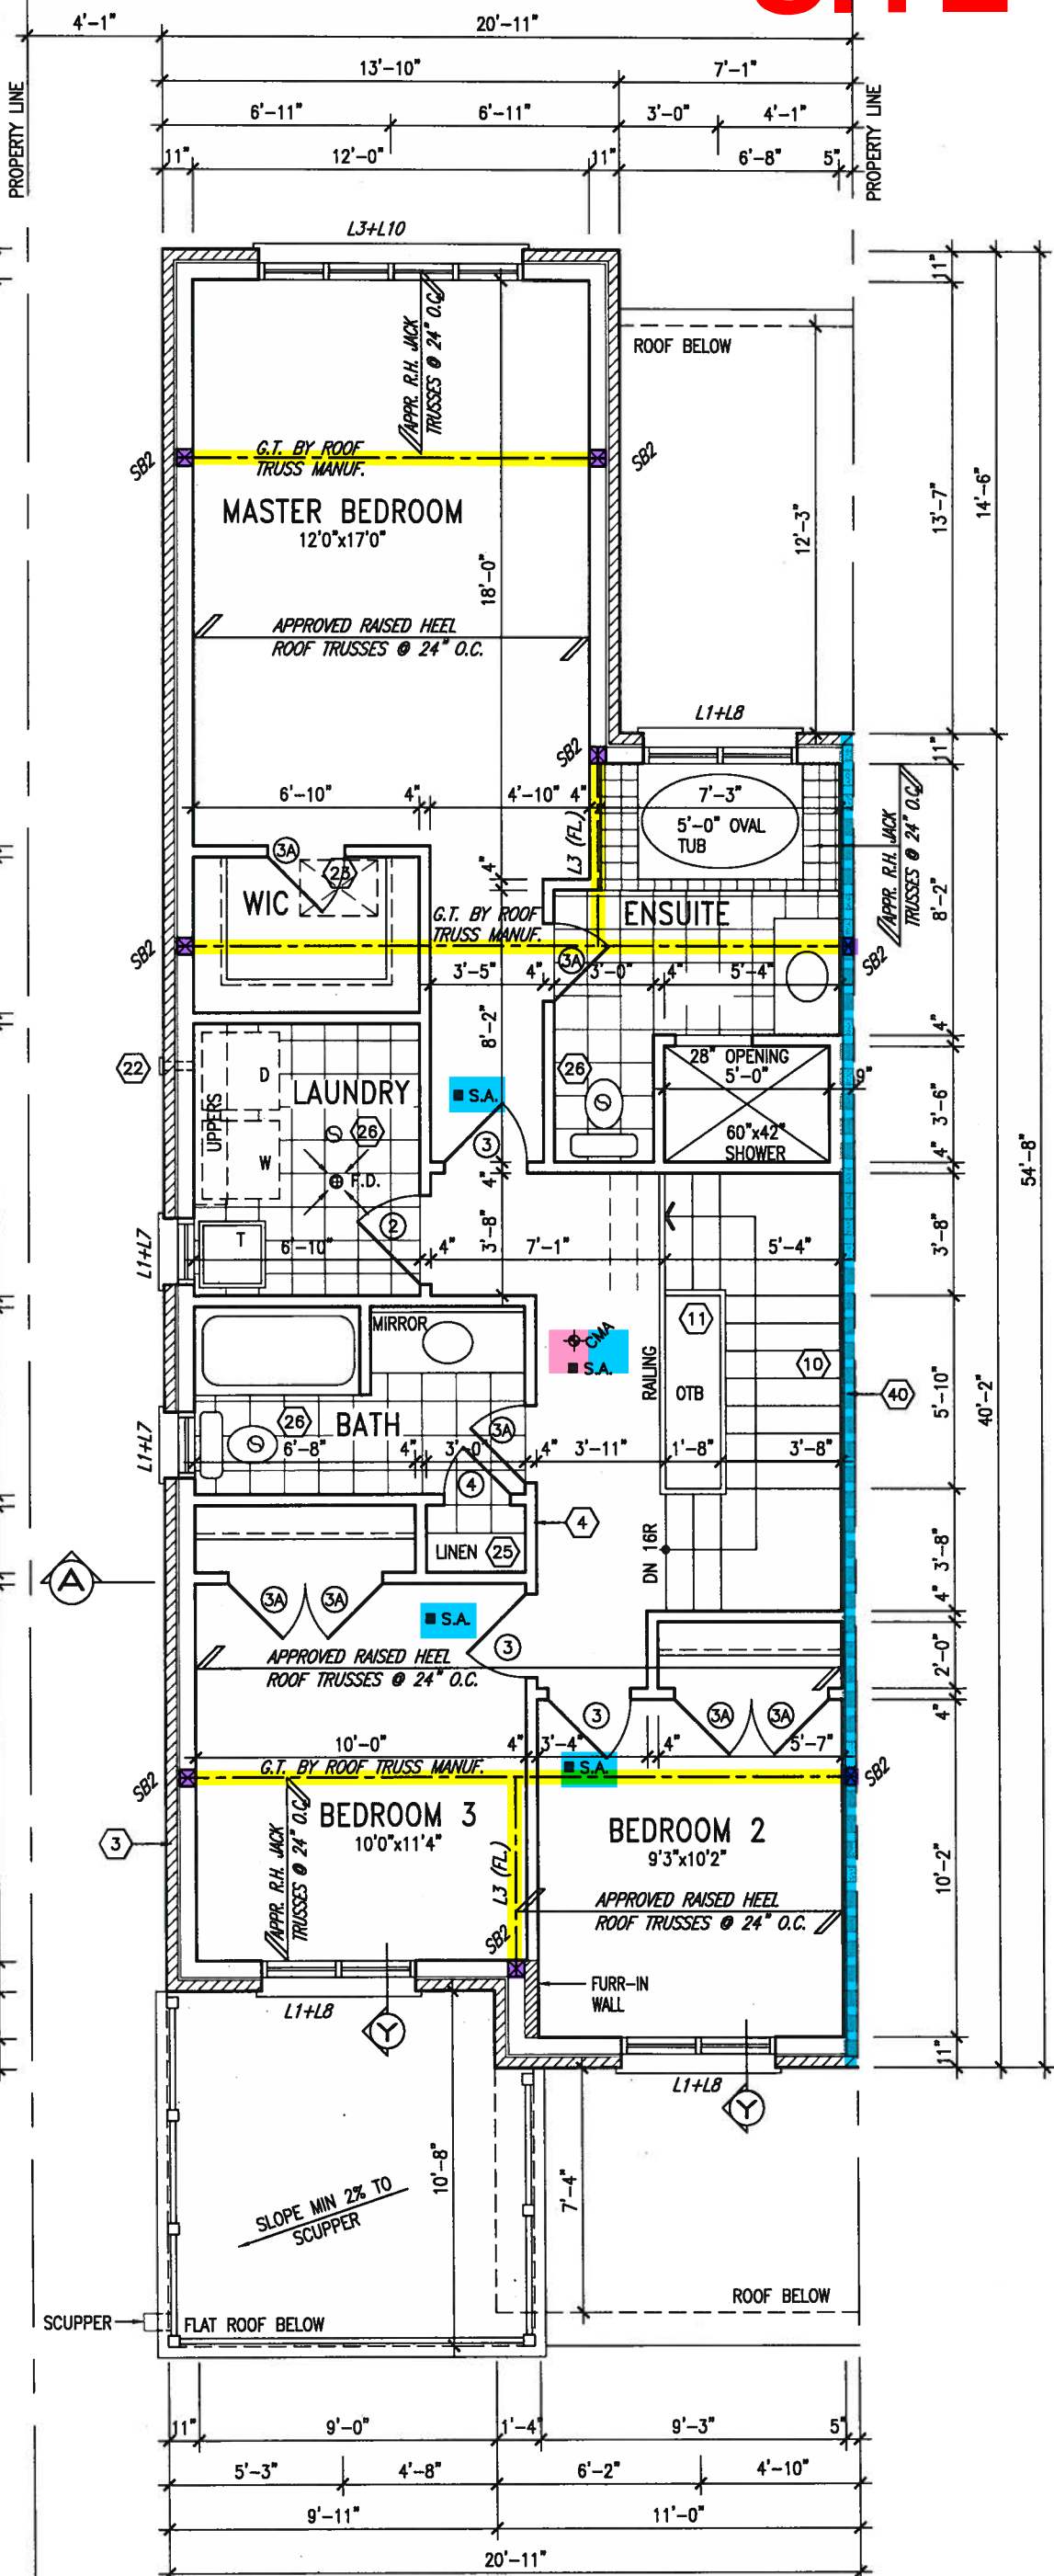 SITE
4'-1"
20'-11"
13'-10"
7'-1"
6'-11"
6'-11"
3'-0"
4'-1"
11"
12'-0"
11"
6'-8"
5"
PROPERTY LINE
PROPERTY LINE
L3+L10
11"
APPR. R.H. JACK
TRUSSES @ 24" O.C.
ROOF BELOW
SB2
G.T. BY ROOF
TRUSS MANUF.
SB2
MASTER BEDROOM
12'0"x17'0"
12'-3"
13'-7"
14'-6"
18'-0"
APPROVED RAISED HEEL
ROOF TRUSSES @ 24" O.C.
L1+L8
SB2
11"
6'-10"
4"
4'-10"
4"
7'-3"
5'-0" OVAL
TUB
L3 (FL.)
APPR. R.H. JACK
TRUSSES @ 24" O.C.
8'-2"
3A
23
4"
WIC
G.T. BY ROOF
TRUSS MANUF.
ENSUITE
SB2
SB2
3A
3'-5"
4"
3'-0"
4"
5'-4"
8'-2"
4"
22
D
LAUNDRY
UPPERS
26
W
F.D.
S.A.
3
26
28" OPENING
5'-0"
9"
60"x42"
SHOWER
3'-6"
4"
54'-8"
4"
2
3'-8"
L1+L7
T
6'-10"
4"
7'-1"
5'-4"
3'-8"
MIRROR
CMA
S.A.
RAILING
11
OTB
10
40
5'-10"
40'-2"
L1+L7
26
BATH
3A
6'-8"
4"
3'-0"
4"
3'-11"
1'-8"
3'-8"
4
4
LINEN
25
DN 16R
3'-8"
A
3A
3A
S.A.
3
4"
APPROVED RAISED HEEL
ROOF TRUSSES @ 24" O.C.
2'-0"
3
3A
3A
4"
10'-0"
4"
3'-4"
4"
5'-7"
G.T. BY ROOF TRUSS MANUF.
S.A.
SB2
SB2
3
BEDROOM 3
10'0"x11'4"
BEDROOM 2
9'3"x10'2"
10'-2"
APPR. R.H. JACK
TRUSSES @ 24" O.C.
L3 (FL.)
APPROVED RAISED HEEL
ROOF TRUSSES @ 24" O.C.
SB2
FURR-IN
WALL
L1+L8
Y
11"
L1+L8
Y
10'-8"
7'-4"
SLOPE MIN 2% TO
SCUPPER
ROOF BELOW
SCUPPER
FLAT ROOF BELOW
11"
9'-0"
1'-4"
9'-3"
5"
5'-3"
4'-8"
6'-2"
4'-10"
9'-11"
11'-0"
20'-11"